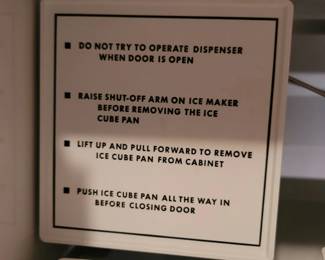 ■ DO NOT TRY TO OPERATE DISPENSER
WHEN DOOR IS OPEN
■ RAISE SHUT-OFF ARM ON ICE MAKER
BEFORE REMOVING THE ICE
CUBE PAN
■ LIFT UP AND PULL FORWARD TO REMOVE
ICE CUBE PAN FROM CABINET
■ PUSH ICE CUBE PAN ALL THE WAY IN
BEFORE CLOSING DOOR